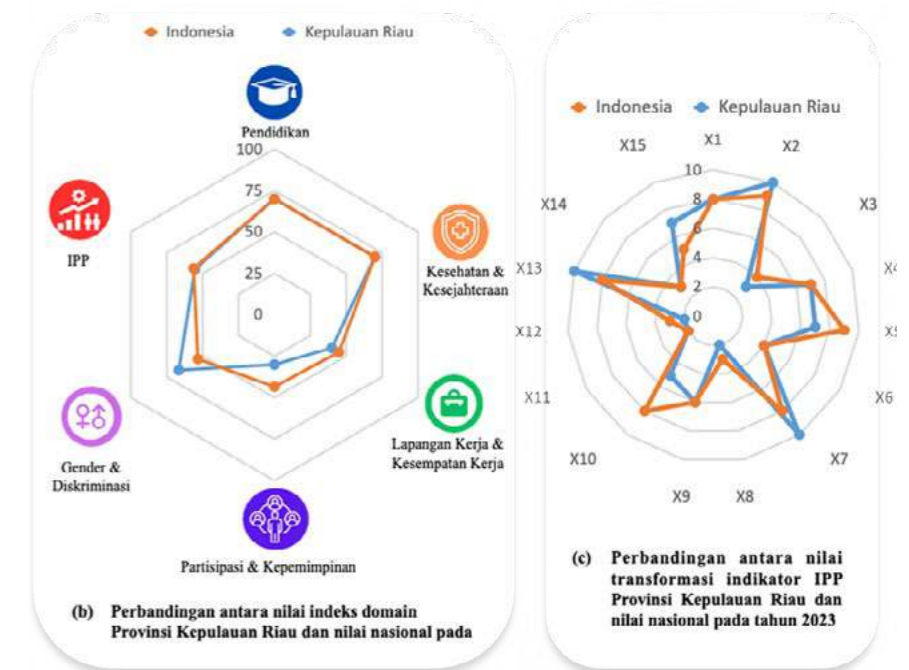 Indonesia Kepulauan Riau
Pendidikan
100
75
50
25
0
IPP
Kesehatan &
Kesejahteraan
Gender &
Diskriminasi
Lapangan Kerja &
Kesempatan Kerja
Partisipasi & Kepemimpinan
(b) Perbandingan antara nilai indeks domain
Provinsi Kepulauan Riau dan nilai nasional pada
Indonesia Kepulauan Riau
X1
X15 X2
10
8
6
4
2
0
X14 X3
X13 X4
X12 X5
X11 X6
X10 X7
X9 X8
(c) Perbandingan antara nilai
transformasi indikator IPP
Provinsi Kepulauan Riau dan
nilai nasional pada tahun 2023